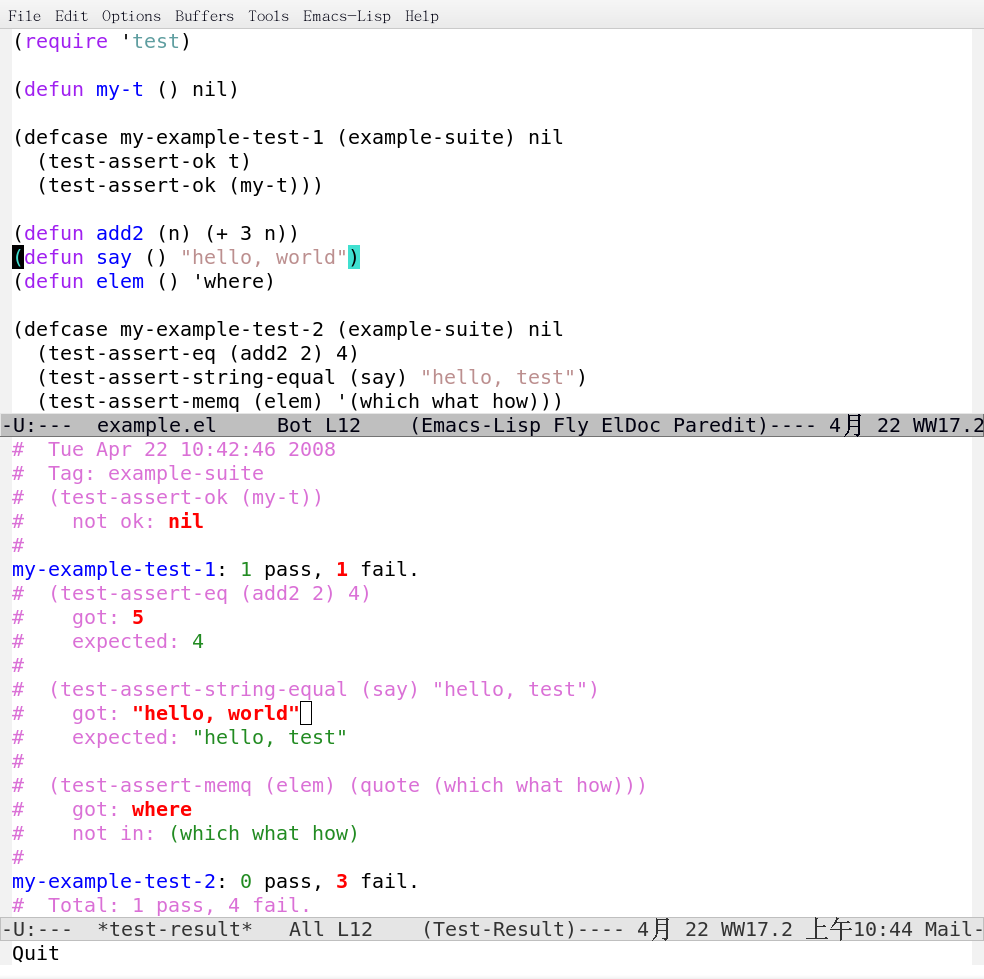 File Edit Options Buffers Tools Emacs-Lisp Help
(require 'test)
(defun my-t () nil)
(defcase my-example-test-1 (example-suite) nil
  (test-assert-ok t)
  (test-assert-ok (my-t)))
(defun add2 (n) (+ 3 n))
(defun say () "hello, world")
(defun elem () 'where)
(defcase my-example-test-2 (example-suite) nil
  (test-assert-eq (add2 2) 4)
  (test-assert-string-equal (say) "hello, test")
  (test-assert-memq (elem) '(which what how)))
-U:---  example.el     Bot L12    (Emacs-Lisp Fly ElDoc Paredit)---- 4月 22 WW17.2
#  Tue Apr 22 10:42:46 2008
#  Tag: example-suite
#  (test-assert-ok (my-t))
#    not ok: nil
#
my-example-test-1: 1 pass, 1 fail.
#  (test-assert-eq (add2 2) 4)
#    got: 5
#    expected: 4
#
#  (test-assert-string-equal (say) "hello, test")
#    got: "hello, world"
#    expected: "hello, test"
#
#  (test-assert-memq (elem) (quote (which what how)))
#    got: where
#    not in: (which what how)
#
my-example-test-2: 0 pass, 3 fail.
#  Total: 1 pass, 4 fail.
-U:---  *test-result*   All L12    (Test-Result)---- 4月 22 WW17.2 上午10:44 Mail-
Quit